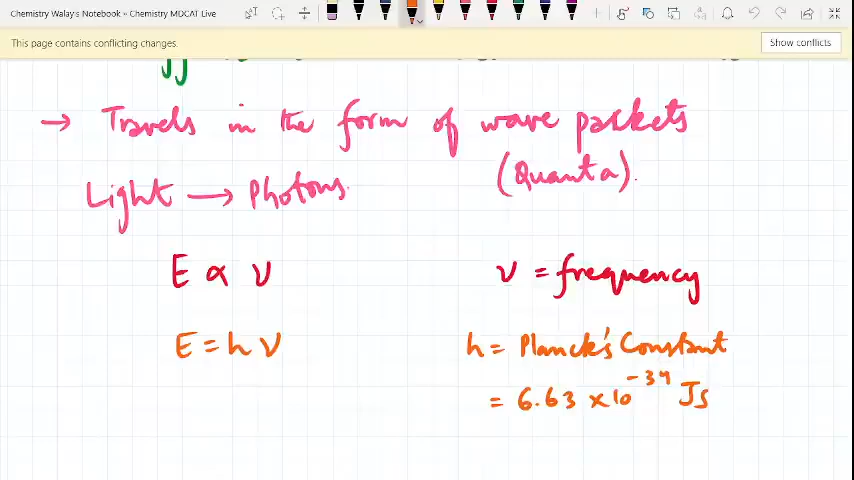 Chemistry Walay's Notebook » Chemistry MDCAT Live
This page contains conflicting changes.
Show conflicts
→ Travels in the form of wave packets
(Quanta).
Light → Photons.
E ∝ ν
ν = frequency
E = h ν
h = Planck's Constant
= 6.63 × 10⁻³⁴ Js